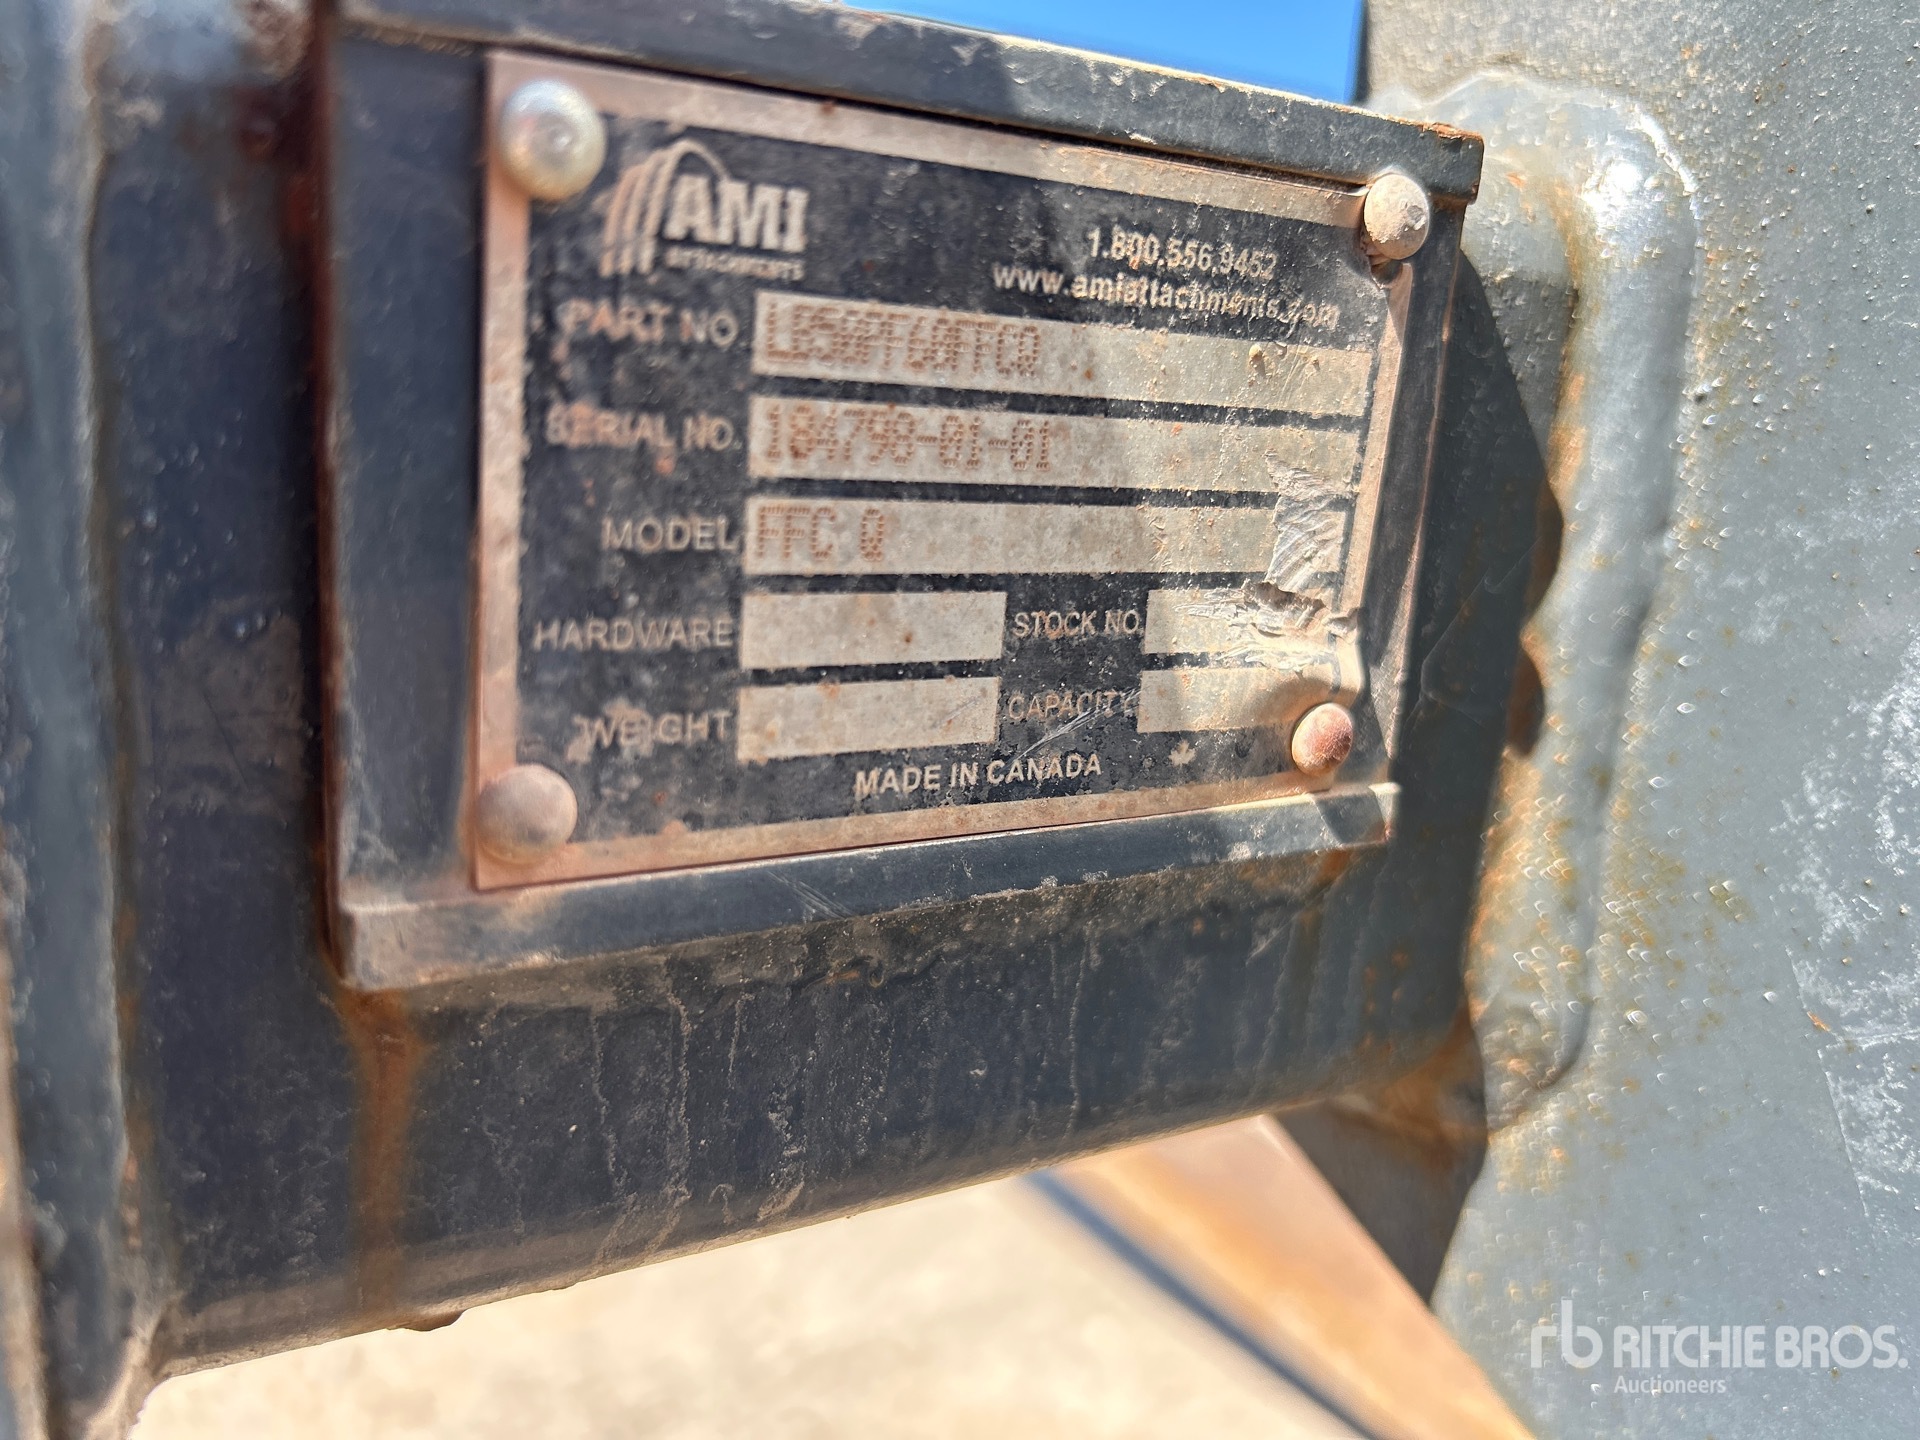 AMI
ATTACHMENTS
1.800.556.9452
www.amiattachments.com
PART NO.
SERIAL NO. 184798-01-01
MODEL FFC Q
HARDWARE STOCK NO.
WEIGHT CAPACITY
MADE IN CANADA
rb RITCHIE BROS.
Auctioneers